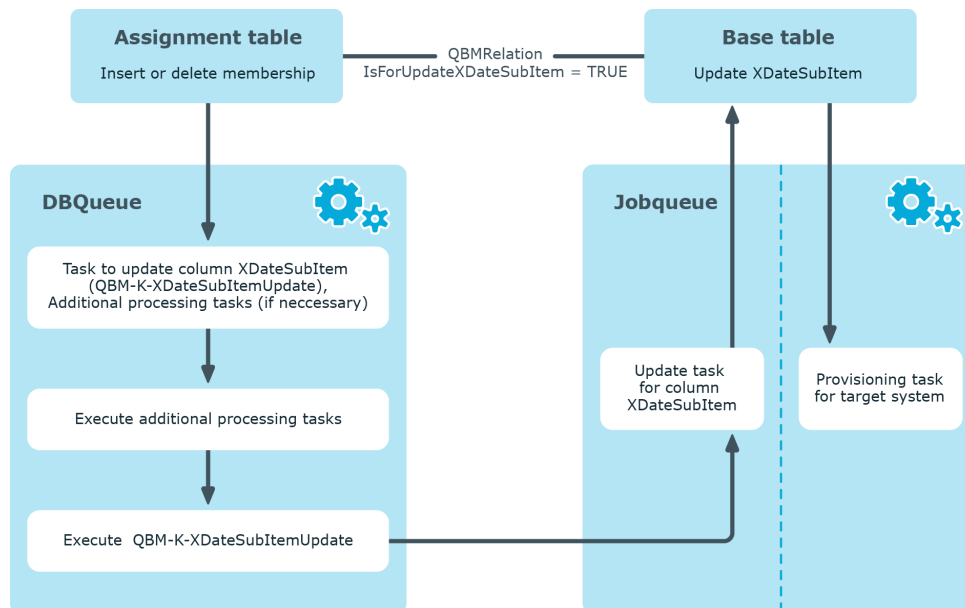 Assignment table
Insert or delete membership
QBMRelation
IsForUpdateXDateSubItem = TRUE
Base table
Update XDateSubItem
DBQueue
Task to update column XDateSubItem
(QBM-K-XDateSubItemUpdate),
Additional processing tasks (if neccessary)
Execute additional processing tasks
Execute QBM-K-XDateSubItemUpdate
Jobqueue
Update task
for column
XDateSubItem
Provisioning task
for target system